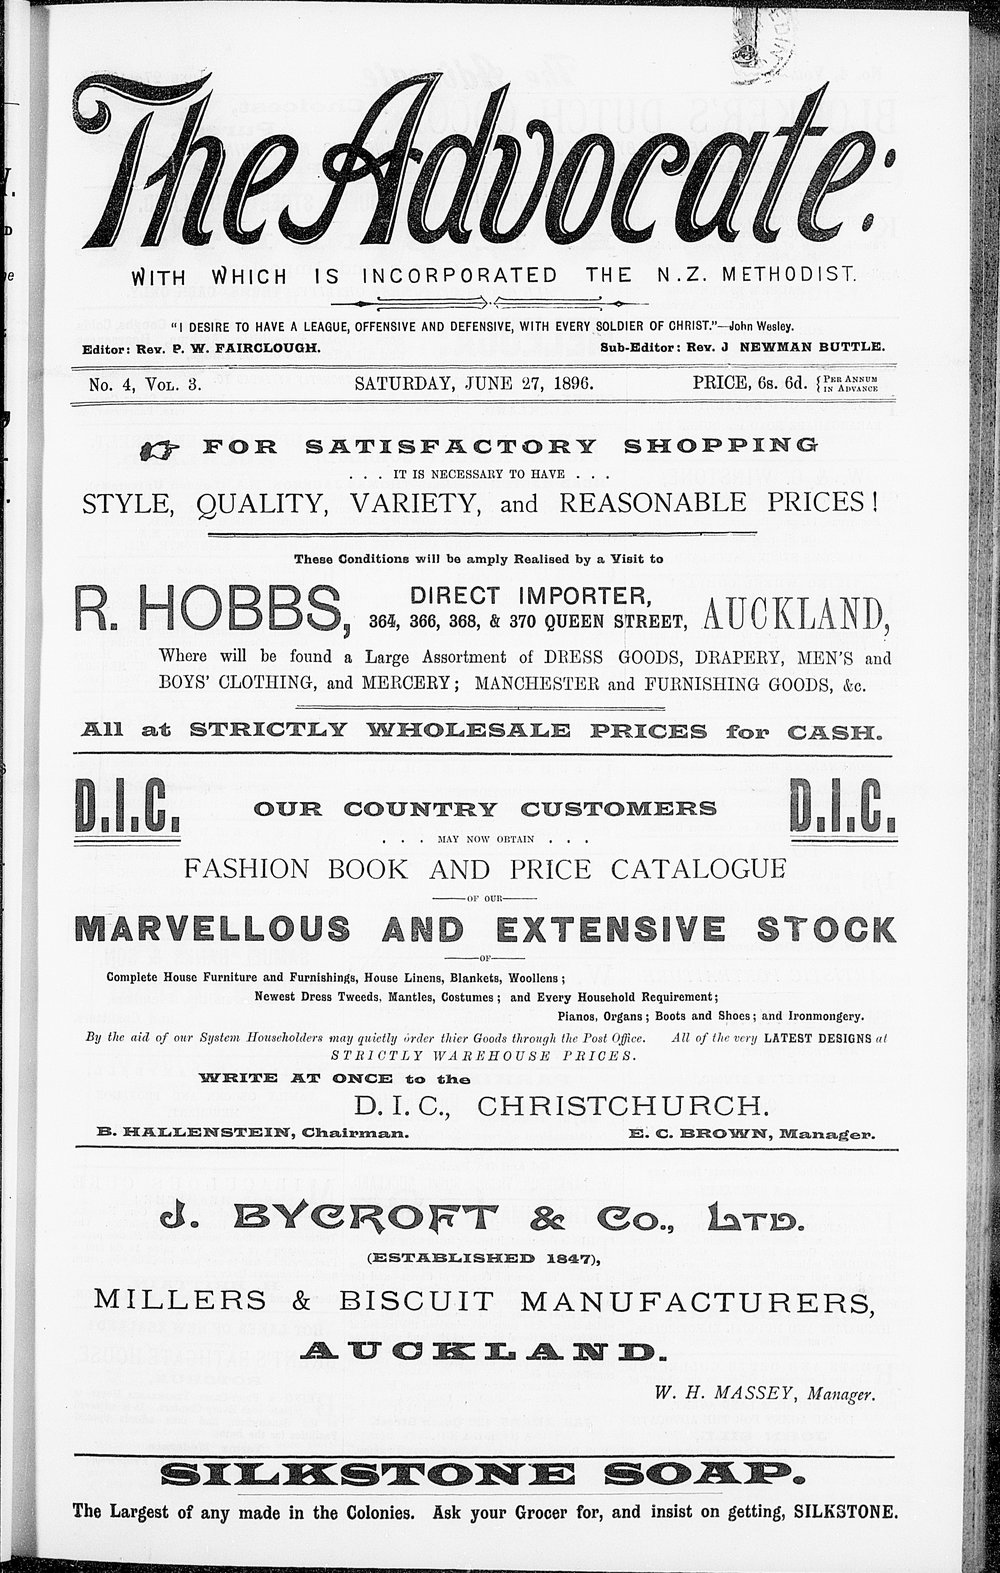 The Advocate:
WITH WHICH IS INCORPORATED THE N.Z. METHODIST.
"I DESIRE TO HAVE A LEAGUE, OFFENSIVE AND DEFENSIVE, WITH EVERY SOLDIER OF CHRIST."—John Wesley.
Editor: Rev. P. W. FAIRCLOUGH. Sub-Editor: Rev. J NEWMAN BUTTLE.
No. 4, Vol. 3. SATURDAY, JUNE 27, 1896. PRICE, 6s. 6d. { Per Annum in Advance
FOR SATISFACTORY SHOPPING
. . . IT IS NECESSARY TO HAVE . . .
STYLE, QUALITY, VARIETY, and REASONABLE PRICES!
These Conditions will be amply Realised by a Visit to
R. HOBBS, DIRECT IMPORTER, 364, 366, 368, & 370 QUEEN STREET, AUCKLAND,
Where will be found a Large Assortment of DRESS GOODS, DRAPERY, MEN'S and
BOYS' CLOTHING, and MERCERY; MANCHESTER and FURNISHING GOODS, &c.
All at STRICTLY WHOLESALE PRICES for CASH.
D.I.C. OUR COUNTRY CUSTOMERS D.I.C.
. . . MAY NOW OBTAIN . . .
FASHION BOOK AND PRICE CATALOGUE
—OF OUR—
MARVELLOUS AND EXTENSIVE STOCK
—OF—
Complete House Furniture and Furnishings, House Linens, Blankets, Woollens;
Newest Dress Tweeds, Mantles, Costumes; and Every Household Requirement;
Pianos, Organs; Boots and Shoes; and Ironmongery.
By the aid of our System Householders may quietly order thier Goods through the Post Office. All of the very LATEST DESIGNS at
STRICTLY WAREHOUSE PRICES.
WRITE AT ONCE to the
D. I. C., CHRISTCHURCH.
B. HALLENSTEIN, Chairman. E. C. BROWN, Manager.
J. BYCROFT & Co., LTD.
(ESTABLISHED 1847),
MILLERS & BISCUIT MANUFACTURERS,
AUCKLAND.
W. H. MASSEY, Manager.
SILKSTONE SOAP.
The Largest of any made in the Colonies. Ask your Grocer for, and insist on getting, SILKSTONE.